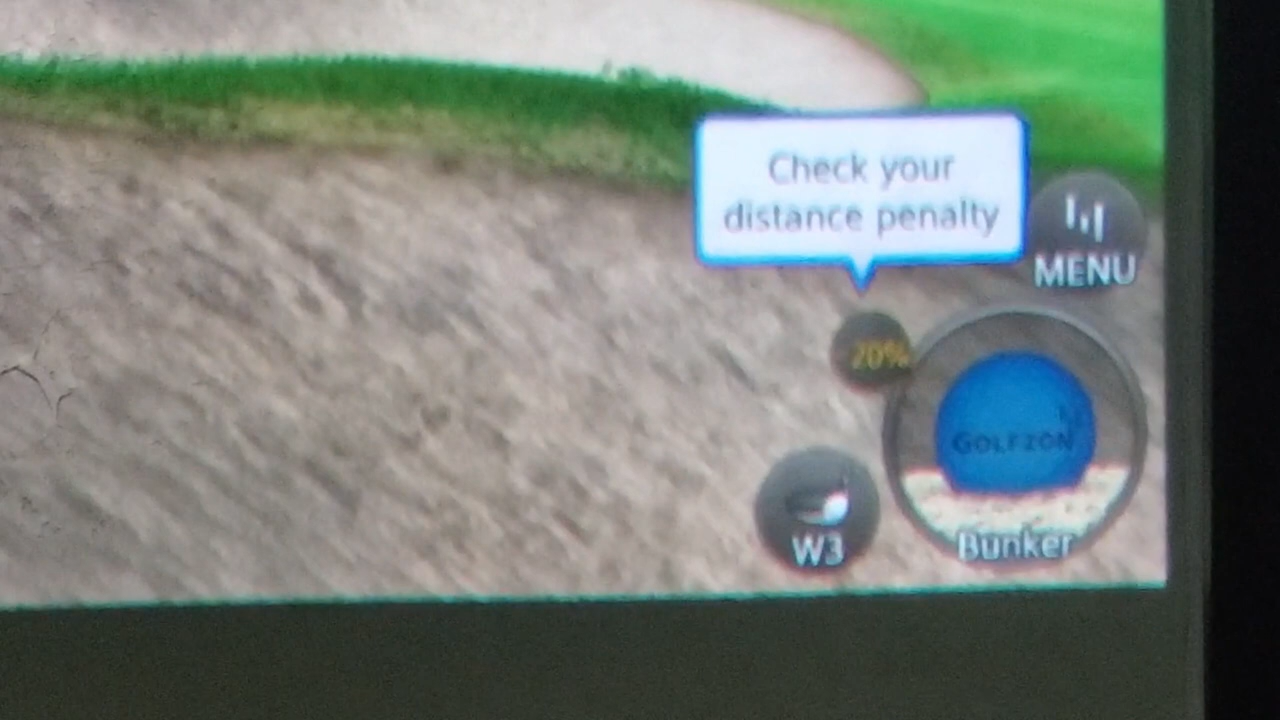 Check your
distance penalty
MENU
20%
GOLFZON
W3
Bunker